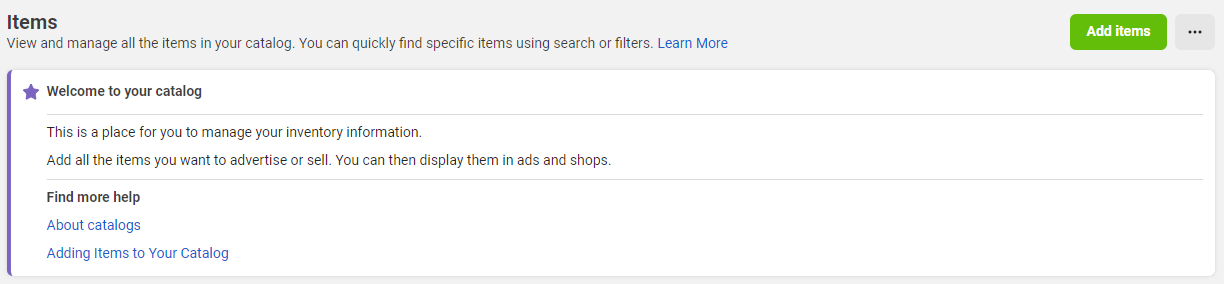 Items
View and manage all the items in your catalog. You can quickly find specific items using search or filters. Learn More
Add items
Welcome to your catalog
This is a place for you to manage your inventory information.
Add all the items you want to advertise or sell. You can then display them in ads and shops.
Find more help
About catalogs
Adding Items to Your Catalog